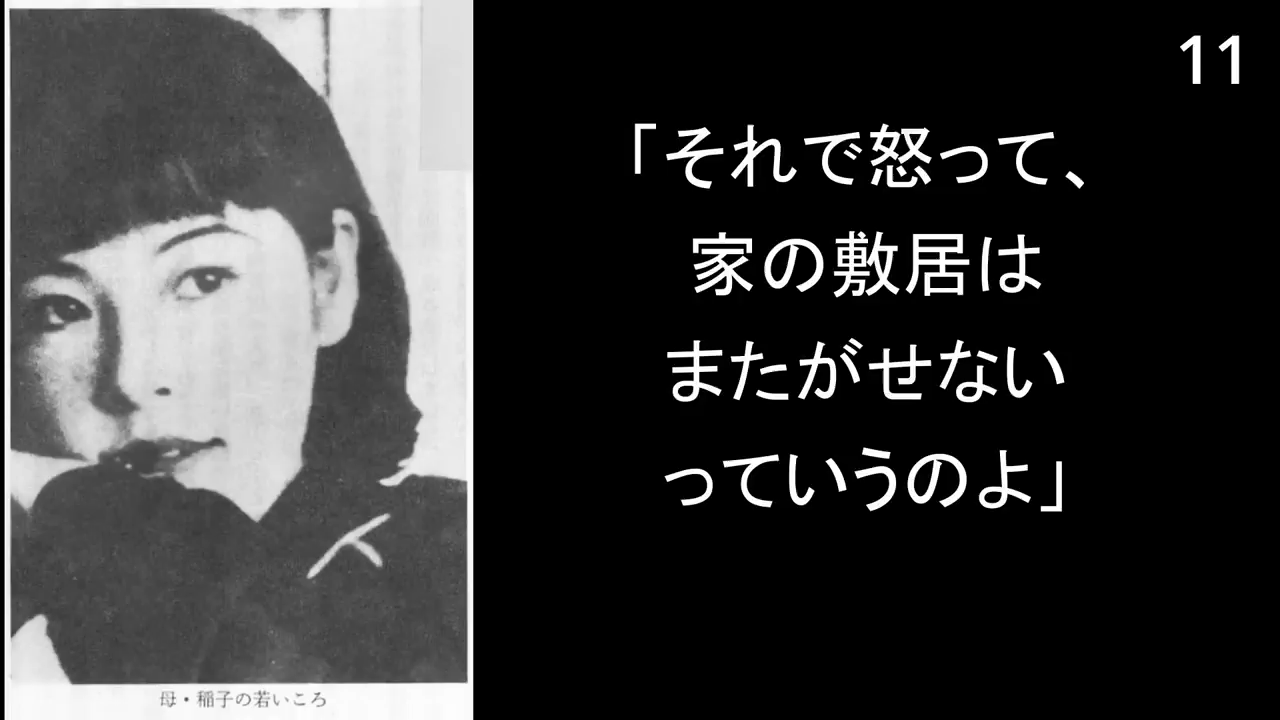 11
「それで怒って、
家の敷居は
またがせない
っていうのよ」
母・稲子の若いころ